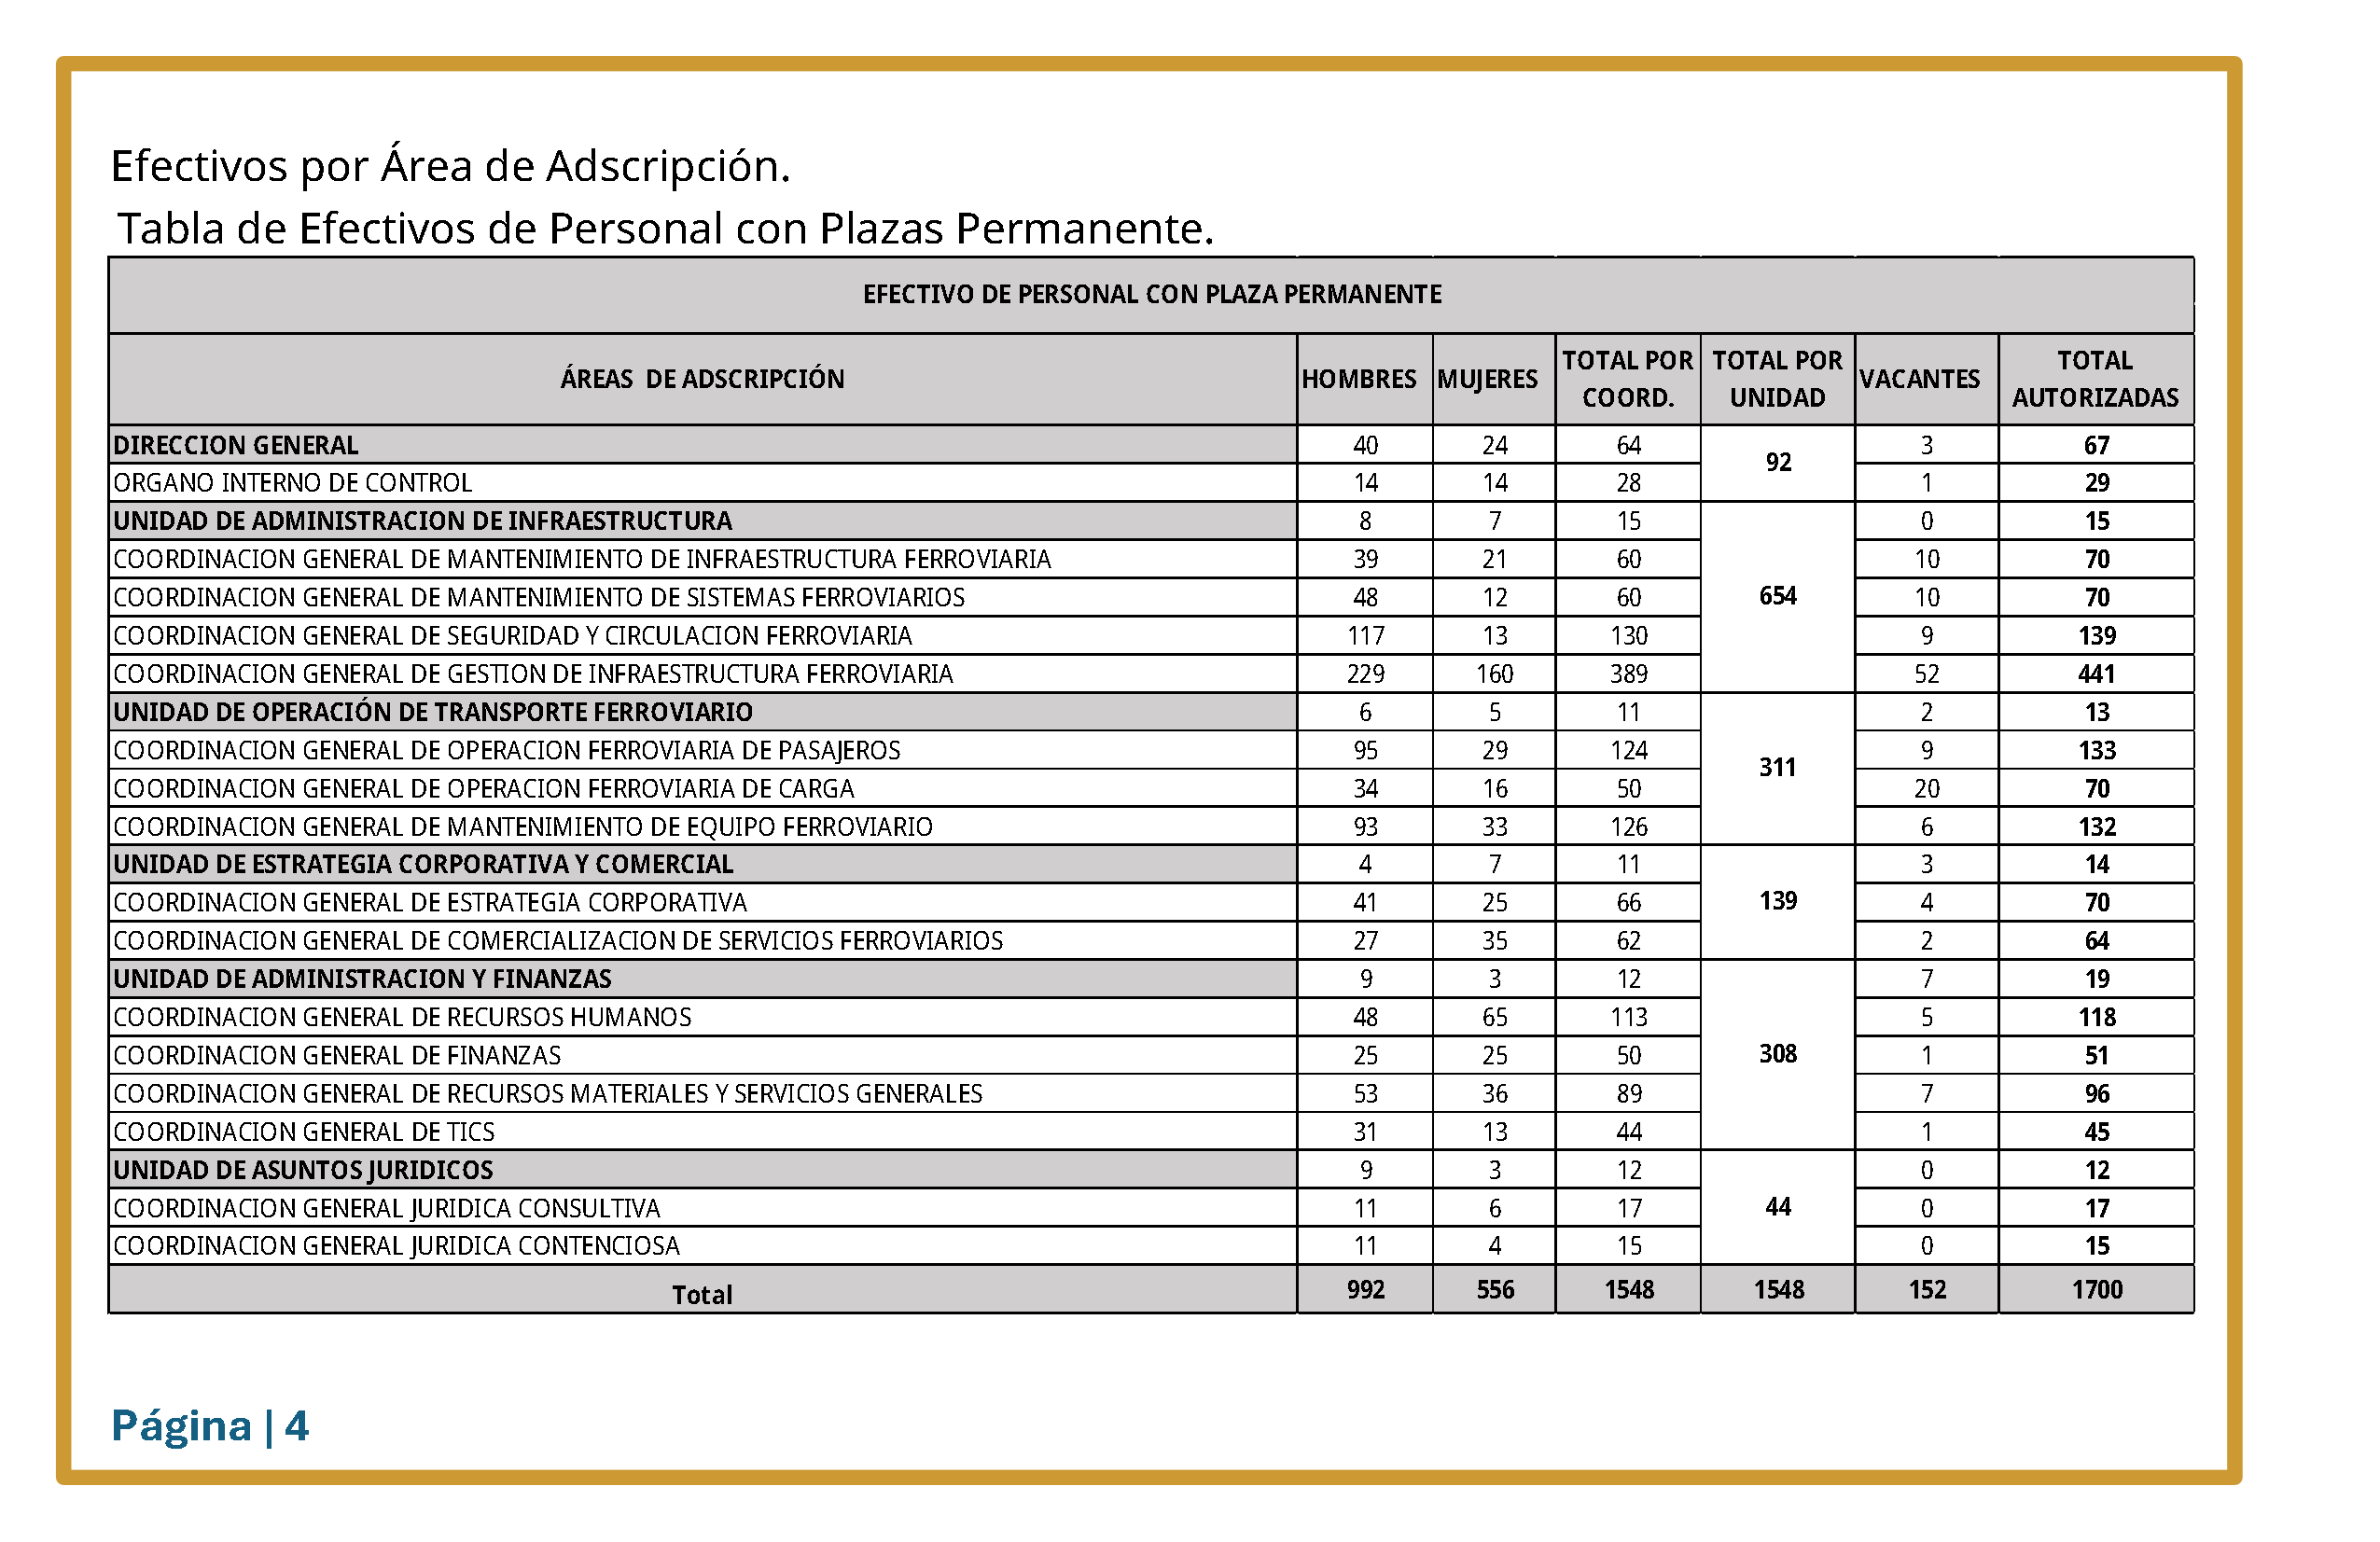 Efectivos por Área de Adscripción.
Tabla de Efectivos de Personal con Plazas Permanente.
EFECTIVO DE PERSONAL CON PLAZA PERMANENTE
ÁREAS DE ADSCRIPCIÓN HOMBRES MUJERES TOTAL POR COORD. TOTAL POR UNIDAD VACANTES TOTAL AUTORIZADAS
DIRECCION GENERAL 40 24 64 92 3 67
ORGANO INTERNO DE CONTROL 14 14 28 1 29
UNIDAD DE ADMINISTRACION DE INFRAESTRUCTURA 8 7 15 0 15
COORDINACION GENERAL DE MANTENIMIENTO DE INFRAESTRUCTURA FERROVIARIA 39 21 60 10 70
COORDINACION GENERAL DE MANTENIMIENTO DE SISTEMAS FERROVIARIOS 48 12 60 654 10 70
COORDINACION GENERAL DE SEGURIDAD Y CIRCULACION FERROVIARIA 117 13 130 9 139
COORDINACION GENERAL DE GESTION DE INFRAESTRUCTURA FERROVIARIA 229 160 389 52 441
UNIDAD DE OPERACIÓN DE TRANSPORTE FERROVIARIO 6 5 11 2 13
COORDINACION GENERAL DE OPERACION FERROVIARIA DE PASAJEROS 95 29 124 311 9 133
COORDINACION GENERAL DE OPERACION FERROVIARIA DE CARGA 34 16 50 20 70
COORDINACION GENERAL DE MANTENIMIENTO DE EQUIPO FERROVIARIO 93 33 126 6 132
UNIDAD DE ESTRATEGIA CORPORATIVA Y COMERCIAL 4 7 11 3 14
COORDINACION GENERAL DE ESTRATEGIA CORPORATIVA 41 25 66 139 4 70
COORDINACION GENERAL DE COMERCIALIZACION DE SERVICIOS FERROVIARIOS 27 35 62 2 64
UNIDAD DE ADMINISTRACION Y FINANZAS 9 3 12 7 19
COORDINACION GENERAL DE RECURSOS HUMANOS 48 65 113 5 118
COORDINACION GENERAL DE FINANZAS 25 25 50 308 1 51
COORDINACION GENERAL DE RECURSOS MATERIALES Y SERVICIOS GENERALES 53 36 89 7 96
COORDINACION GENERAL DE TICS 31 13 44 1 45
UNIDAD DE ASUNTOS JURIDICOS 9 3 12 0 12
COORDINACION GENERAL JURIDICA CONSULTIVA 11 6 17 44 0 17
COORDINACION GENERAL JURIDICA CONTENCIOSA 11 4 15 0 15
Total 992 556 1548 1548 152 1700
Página | 4